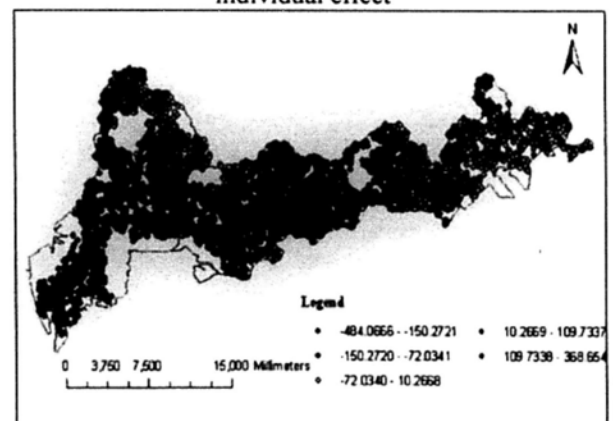 individual effect
N
Legend
-484.0666 - -150.2721
10.2669 - 109.7337
-150.2720 - -72.0341
109.7338 - 368.654
-72.0340 - 10.2668
0 3,750 7,500 15,000 Millimeters